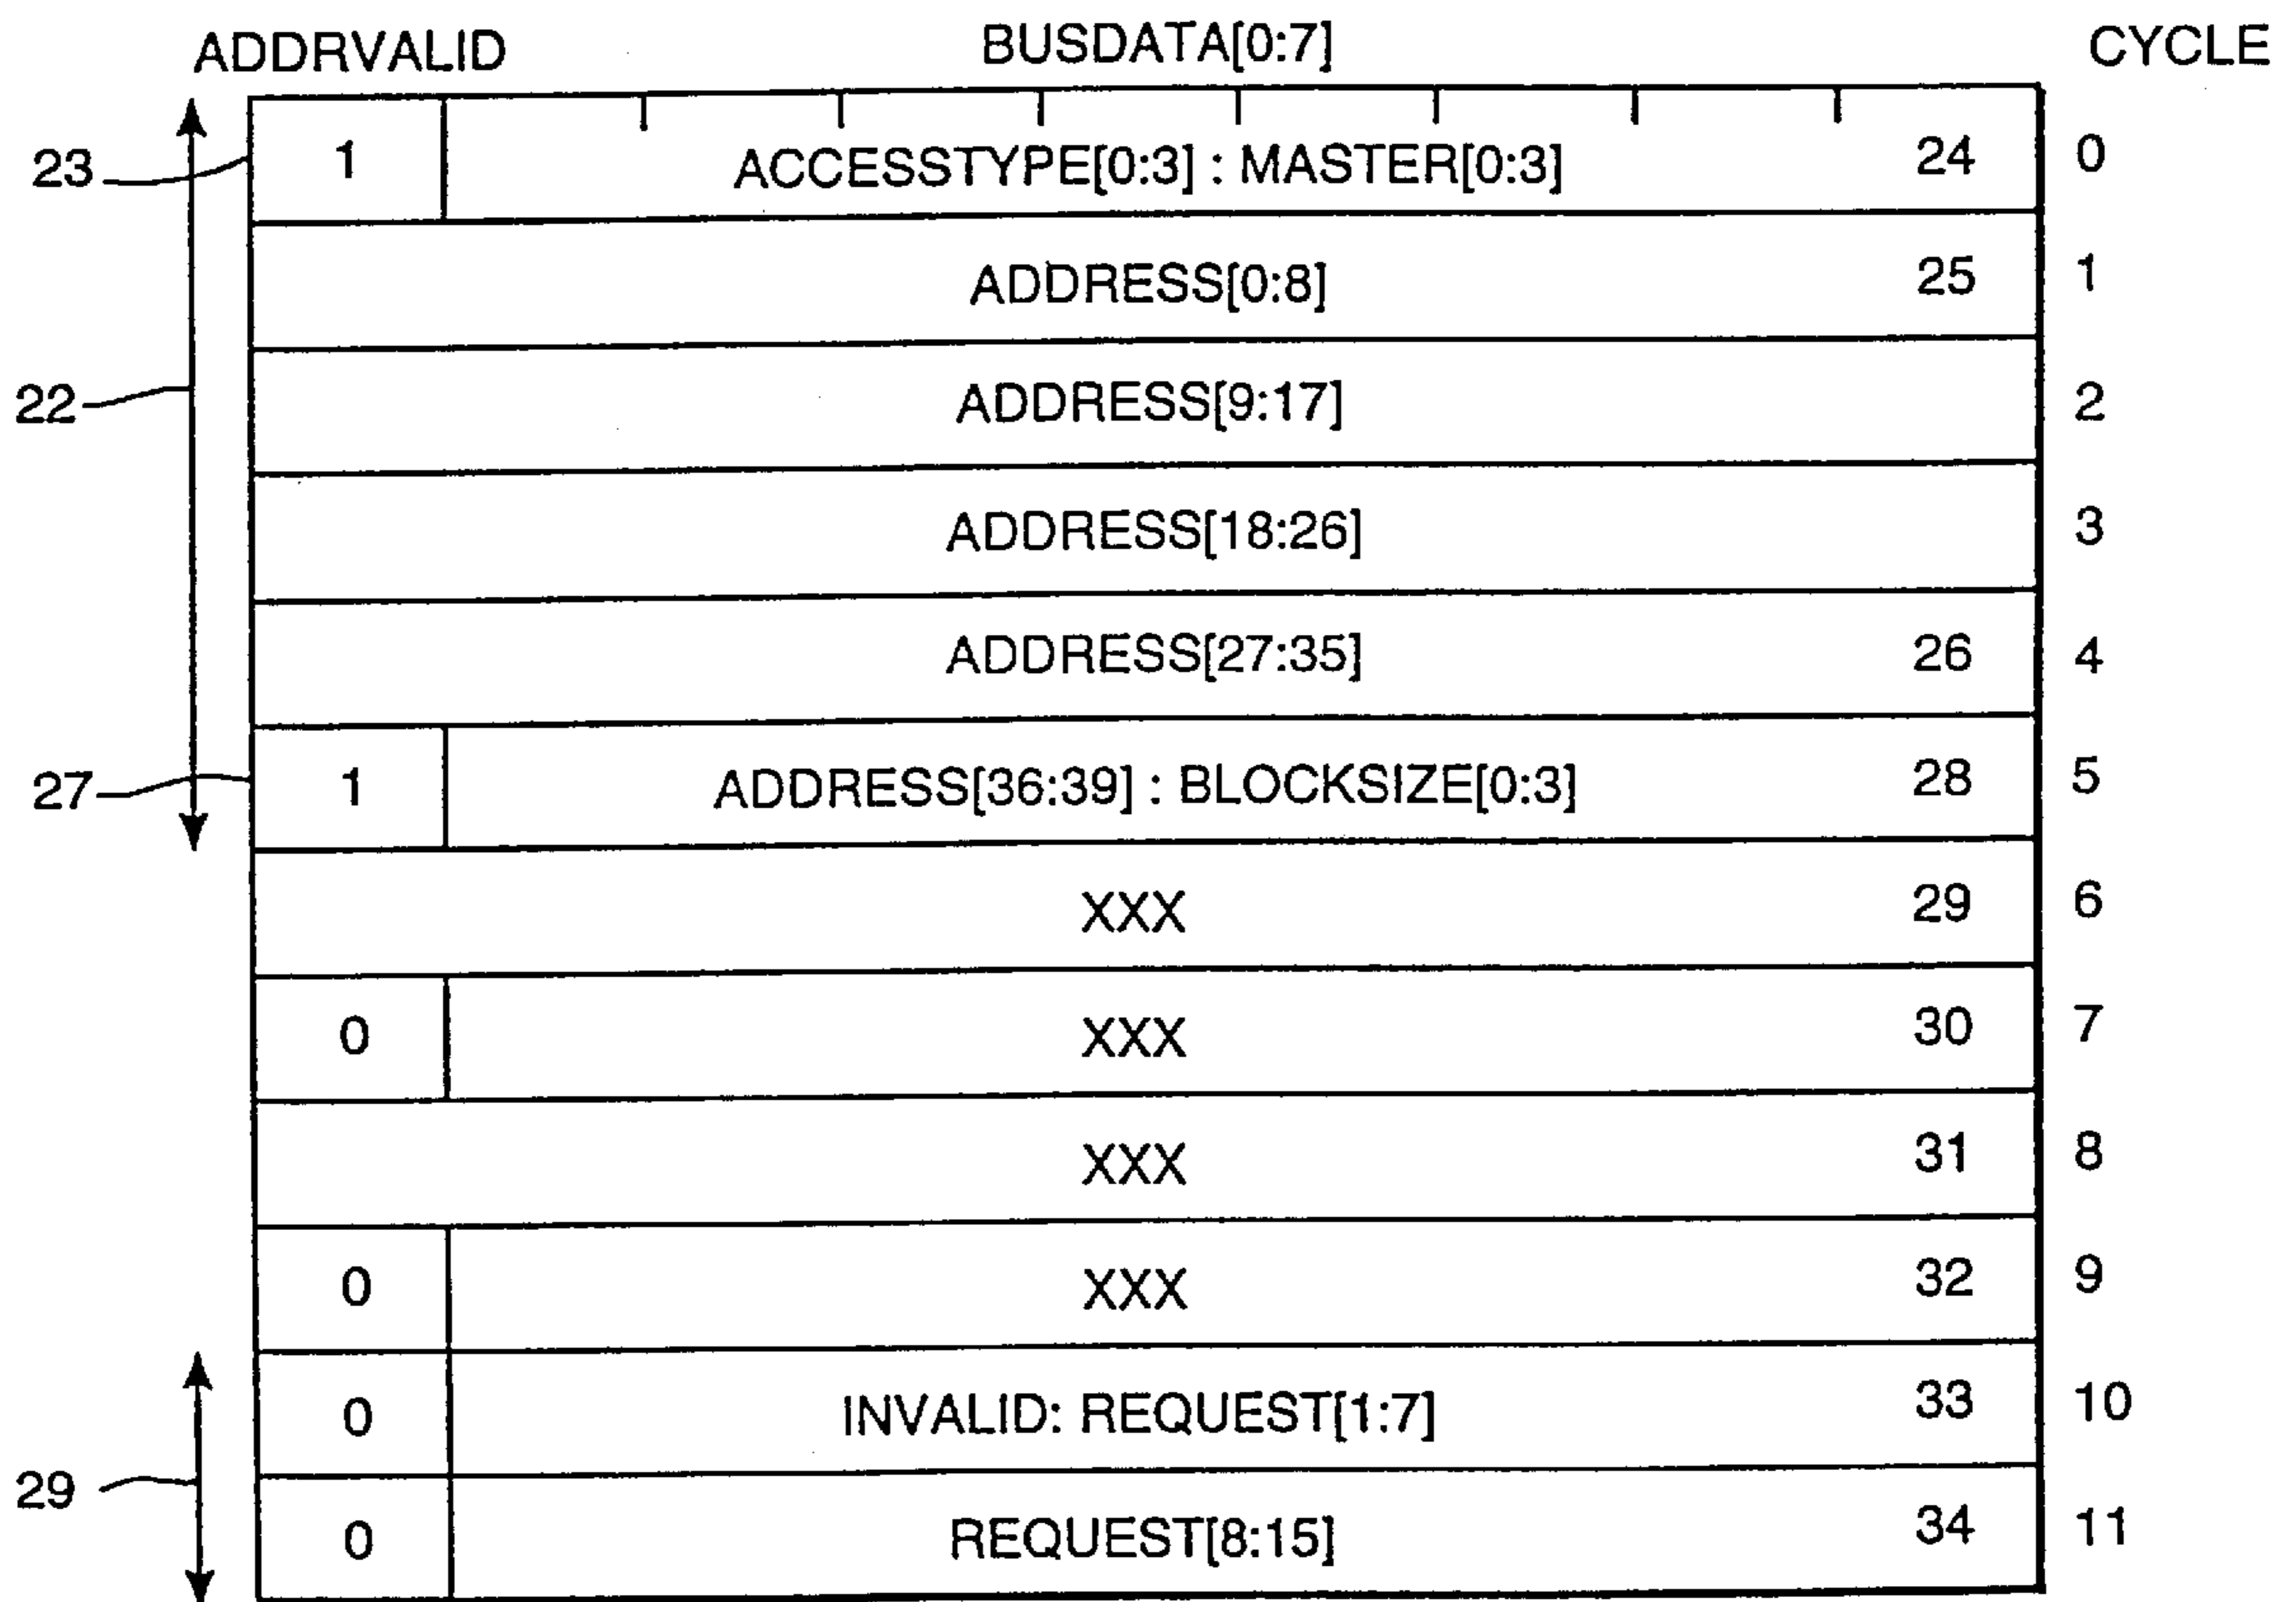 ADDRVALID BUSDATA[0:7] CYCLE
23 1 ACCESSTYPE[0:3] : MASTER[0:3] 24 0
ADDRESS[0:8] 25 1
22 ADDRESS[9:17] 2
ADDRESS[18:26] 3
ADDRESS[27:35] 26 4
27 1 ADDRESS[36:39] : BLOCKSIZE[0:3] 28 5
XXX 29 6
0 XXX 30 7
XXX 31 8
0 XXX 32 9
0 INVALID: REQUEST[1:7] 33 10
29
0 REQUEST[8:15] 34 11